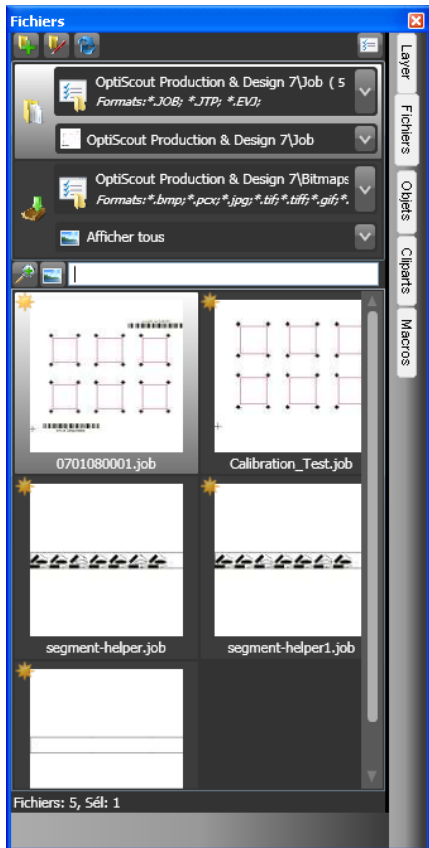 Fichiers
OptiScout Production & Design 7\Job ( 5
Formats:*.JOB; *.JTP; *.EVJ;
OptiScout Production & Design 7\Job
OptiScout Production & Design 7\Bitmaps
Formats:*.bmp;*.pcx;*.jpg;*.tif;*.tiff;*.gif;*.
Afficher tous
0701080001.job
Calibration_Test.job
segment-helper.job
segment-helper1.job
Fichiers: 5, Sél: 1
Layer
Fichiers
Objets
Cliparts
Macros